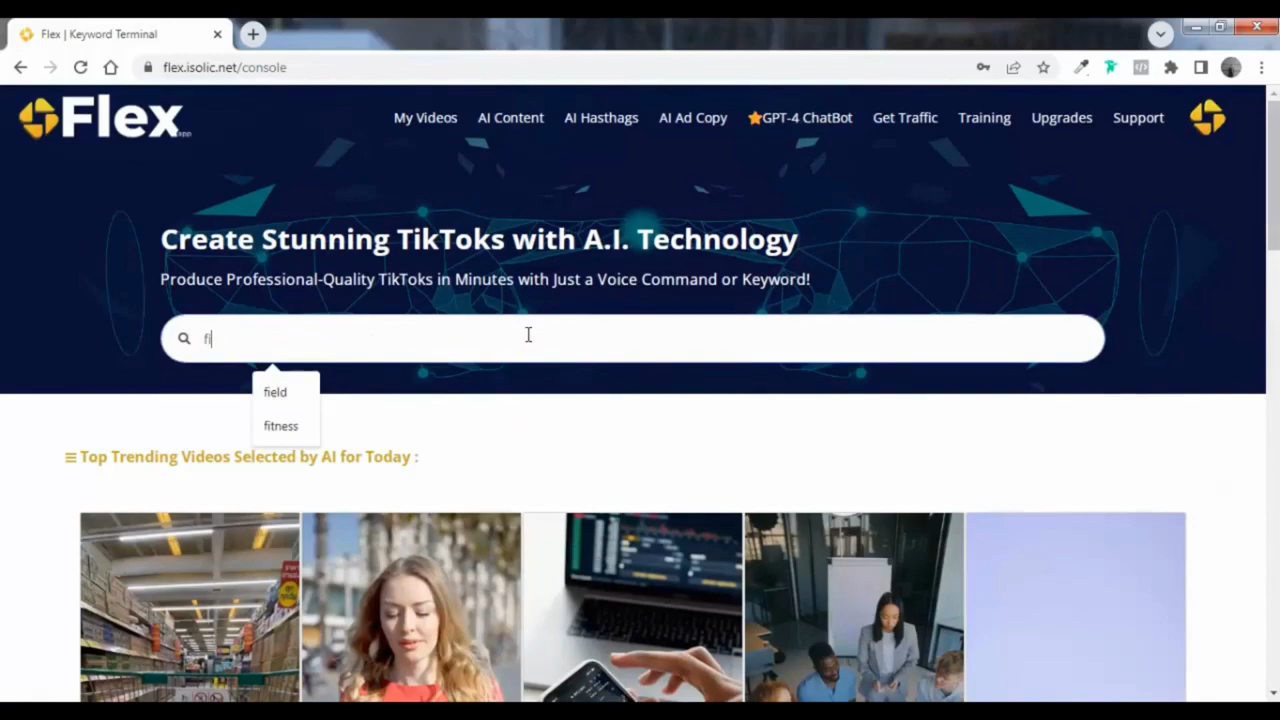 Flex | Keyword Terminal
flex.isolic.net/console
Flex app
My Videos AI Content AI Hasthags AI Ad Copy GPT-4 ChatBot Get Traffic Training Upgrades Support
Create Stunning TikToks with A.I. Technology
Produce Professional-Quality TikToks in Minutes with Just a Voice Command or Keyword!
fi
field
fitness
Top Trending Videos Selected by AI for Today :